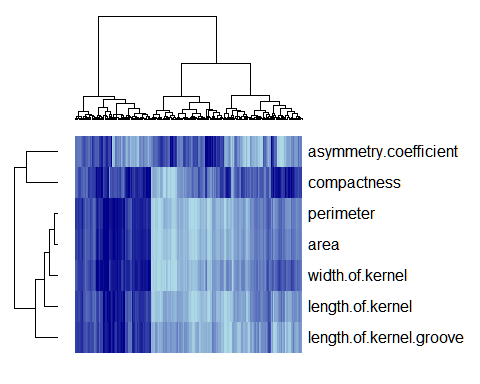 asymmetry.coefficient
compactness
perimeter
area
width.of.kernel
length.of.kernel
length.of.kernel.groove